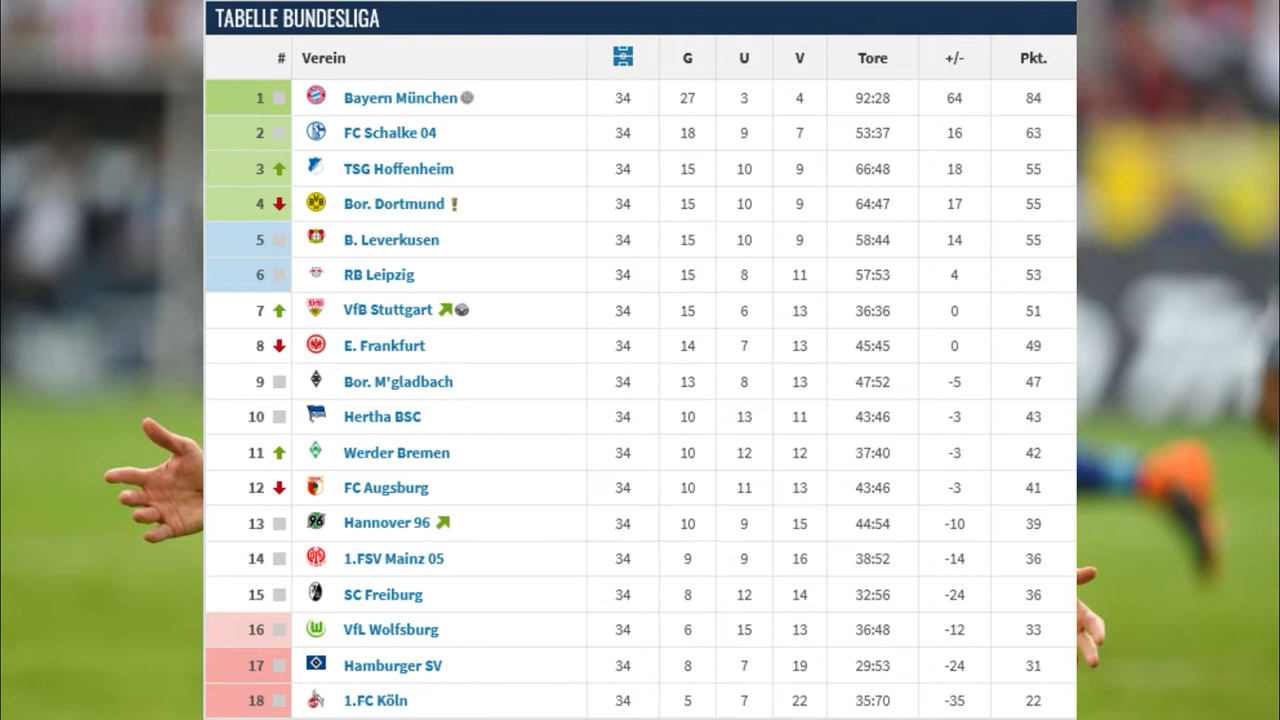 TABELLE BUNDESLIGA
# Verein G U V Tore +/- Pkt.
1 Bayern München 34 27 3 4 92:28 64 84
2 FC Schalke 04 34 18 9 7 53:37 16 63
3 TSG Hoffenheim 34 15 10 9 66:48 18 55
4 Bor. Dortmund 34 15 10 9 64:47 17 55
5 B. Leverkusen 34 15 10 9 58:44 14 55
6 RB Leipzig 34 15 8 11 57:53 4 53
7 VfB Stuttgart 34 15 6 13 36:36 0 51
8 E. Frankfurt 34 14 7 13 45:45 0 49
9 Bor. M'gladbach 34 13 8 13 47:52 -5 47
10 Hertha BSC 34 10 13 11 43:46 -3 43
11 Werder Bremen 34 10 12 12 37:40 -3 42
12 FC Augsburg 34 10 11 13 43:46 -3 41
13 Hannover 96 34 10 9 15 44:54 -10 39
14 1.FSV Mainz 05 34 9 9 16 38:52 -14 36
15 SC Freiburg 34 8 12 14 32:56 -24 36
16 VfL Wolfsburg 34 6 15 13 36:48 -12 33
17 Hamburger SV 34 8 7 19 29:53 -24 31
18 1.FC Köln 34 5 7 22 35:70 -35 22